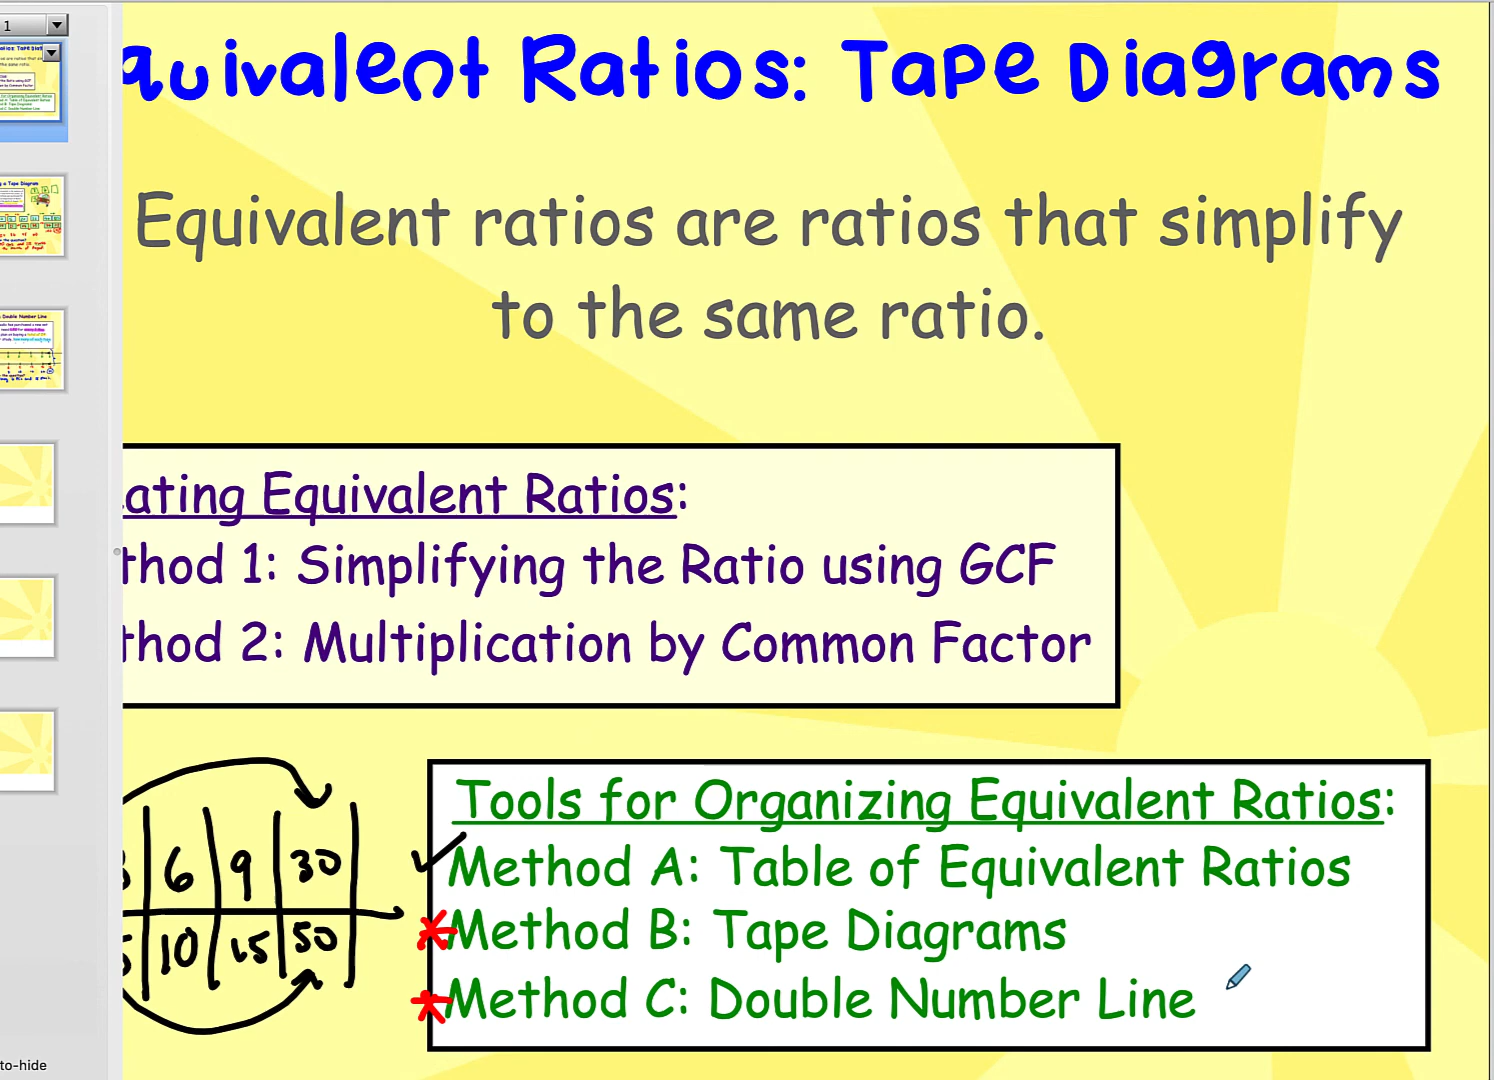 1
quivalent Ratios: Tape Diagrams
Equivalent ratios are ratios that simplify
to the same ratio.
ating Equivalent Ratios:
thod 1: Simplifying the Ratio using GCF
thod 2: Multiplication by Common Factor
6 9 30
10 15 50
Tools for Organizing Equivalent Ratios:
Method A: Table of Equivalent Ratios
Method B: Tape Diagrams
Method C: Double Number Line
to-hide